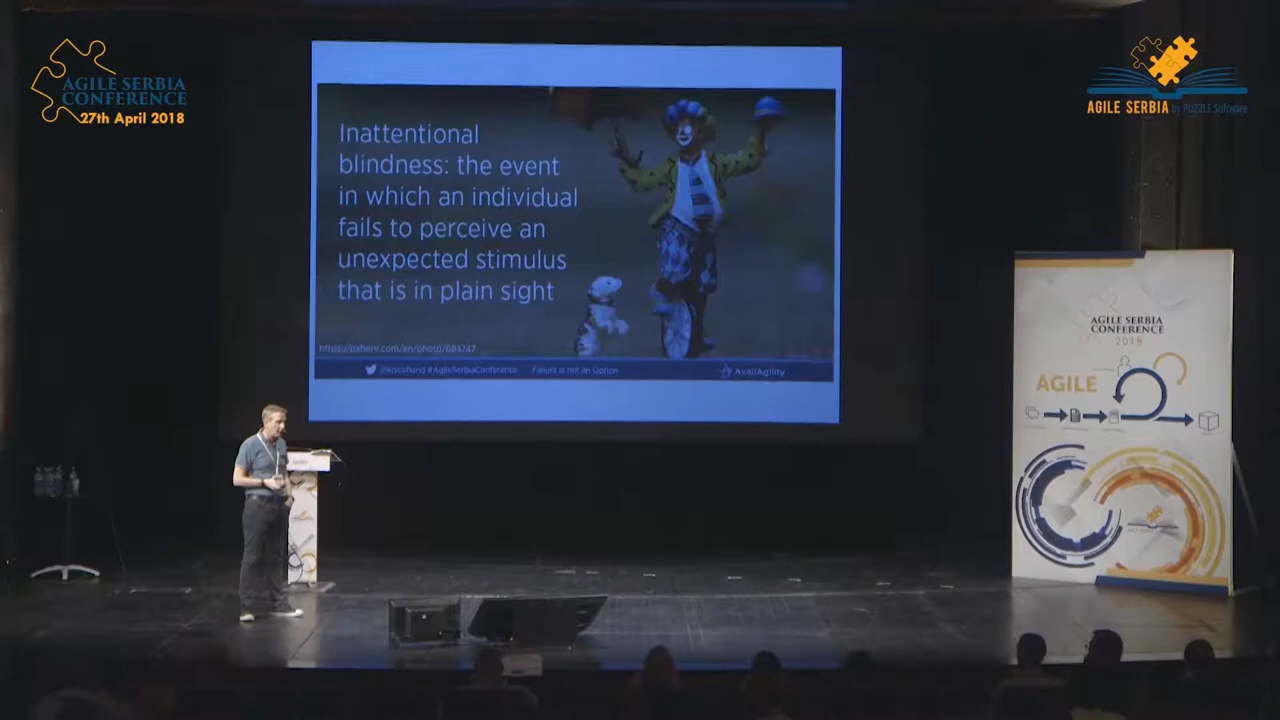 AGILE SERBIA
CONFERENCE
27th April 2018
AGILE SERBIA by PUZZLE Software
Inattentional
blindness: the event
in which an individual
fails to perceive an
unexpected stimulus
that is in plain sight
https://pxhere.com/en/photo/683747
@kjscotland #AgileSerbiaConference Failure is not an Option AvailAgility
AGILE SERBIA
CONFERENCE
2018
AGILE